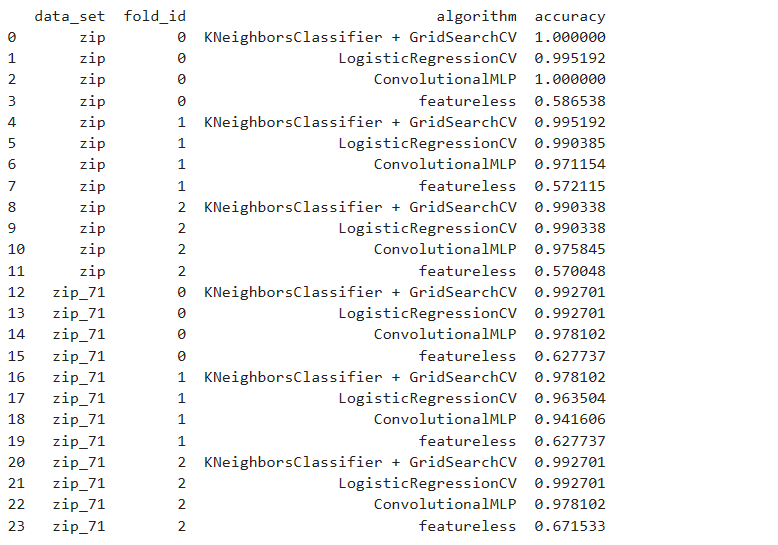 data_set fold_id algorithm accuracy
0 zip 0 KNeighborsClassifier + GridSearchCV 1.000000
1 zip 0 LogisticRegressionCV 0.995192
2 zip 0 ConvolutionalMLP 1.000000
3 zip 0 featureless 0.586538
4 zip 1 KNeighborsClassifier + GridSearchCV 0.995192
5 zip 1 LogisticRegressionCV 0.990385
6 zip 1 ConvolutionalMLP 0.971154
7 zip 1 featureless 0.572115
8 zip 2 KNeighborsClassifier + GridSearchCV 0.990338
9 zip 2 LogisticRegressionCV 0.990338
10 zip 2 ConvolutionalMLP 0.975845
11 zip 2 featureless 0.570048
12 zip_71 0 KNeighborsClassifier + GridSearchCV 0.992701
13 zip_71 0 LogisticRegressionCV 0.992701
14 zip_71 0 ConvolutionalMLP 0.978102
15 zip_71 0 featureless 0.627737
16 zip_71 1 KNeighborsClassifier + GridSearchCV 0.978102
17 zip_71 1 LogisticRegressionCV 0.963504
18 zip_71 1 ConvolutionalMLP 0.941606
19 zip_71 1 featureless 0.627737
20 zip_71 2 KNeighborsClassifier + GridSearchCV 0.992701
21 zip_71 2 LogisticRegressionCV 0.992701
22 zip_71 2 ConvolutionalMLP 0.978102
23 zip_71 2 featureless 0.671533